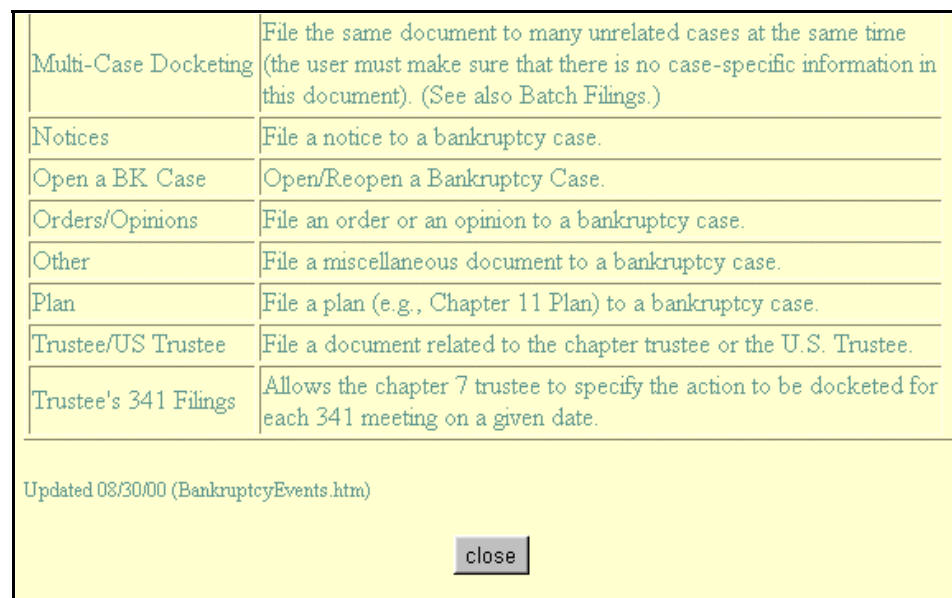 Multi-Case Docketing
File the same document to many unrelated cases at the same time
(the user must make sure that there is no case-specific information in
this document). (See also Batch Filings.)
Notices
File a notice to a bankruptcy case.
Open a BK Case
Open/Reopen a Bankruptcy Case.
Orders/Opinions
File an order or an opinion to a bankruptcy case.
Other
File a miscellaneous document to a bankruptcy case.
Plan
File a plan (e.g., Chapter 11 Plan) to a bankruptcy case.
Trustee/US Trustee
File a document related to the chapter trustee or the U.S. Trustee.
Trustee's 341 Filings
Allows the chapter 7 trustee to specify the action to be docketed for
each 341 meeting on a given date.
Updated 08/30/00 (BankruptcyEvents.htm)
close